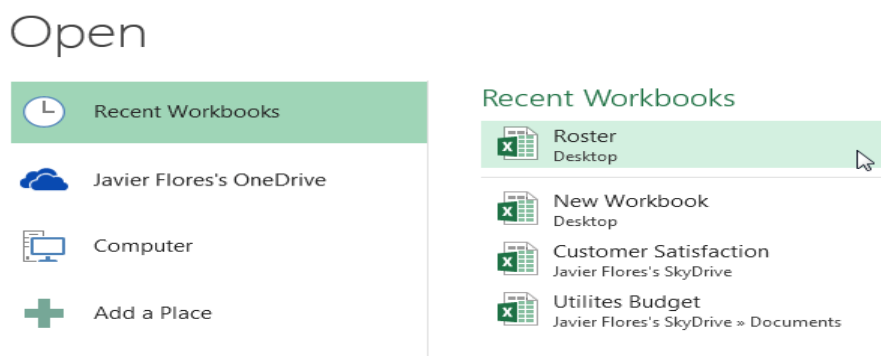 Open
Recent Workbooks
Javier Flores's OneDrive
Computer
Add a Place
Recent Workbooks
Roster
Desktop
New Workbook
Desktop
Customer Satisfaction
Javier Flores's SkyDrive
Utilites Budget
Javier Flores's SkyDrive » Documents